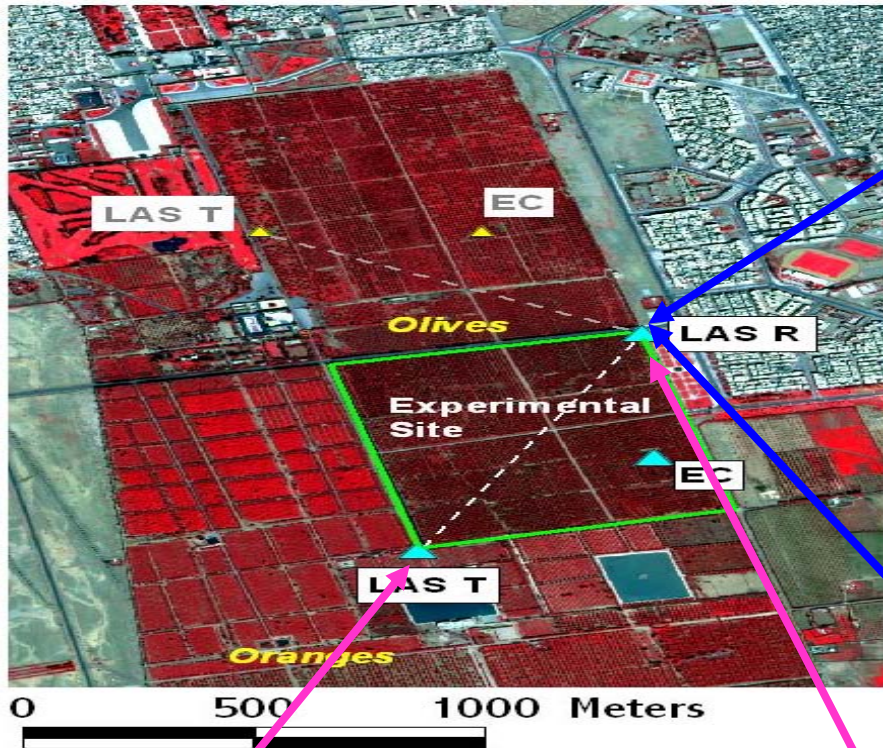 LAS T
EC
Olives
LAS R
Experimental
Site
EC
LAS T
Oranges
0 500 1000 Meters